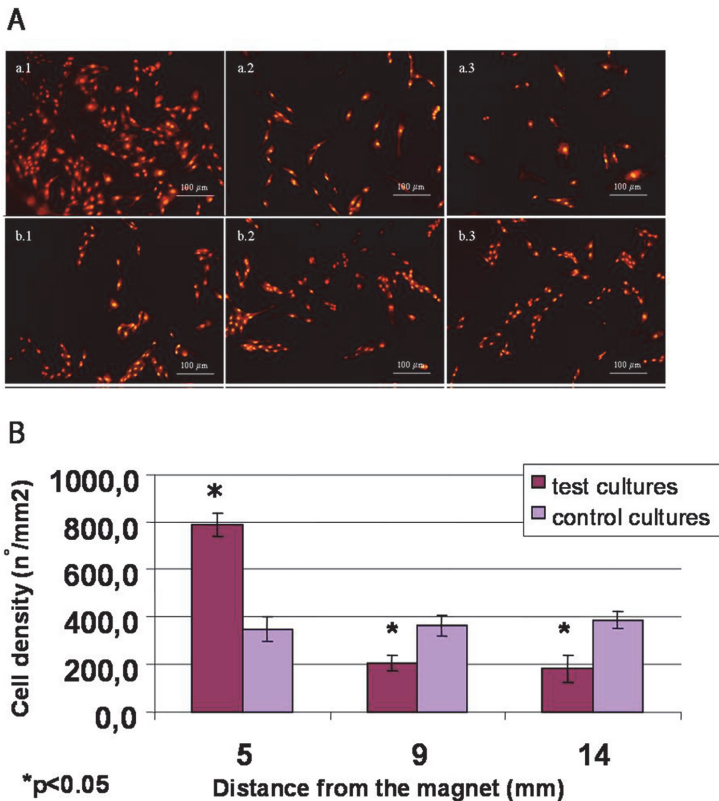 A
a.1
a.2
a.3
100 μm
100 μm
100 μm
b.1
b.2
b.3
100 μm
100 μm
100 μm
B
1000,0
800,0
600,0
400,0
200,0
0,0
Cell density (n°/mm2)
*
*
*
test cultures
control cultures
5 9 14
*p<0.05
Distance from the magnet (mm)